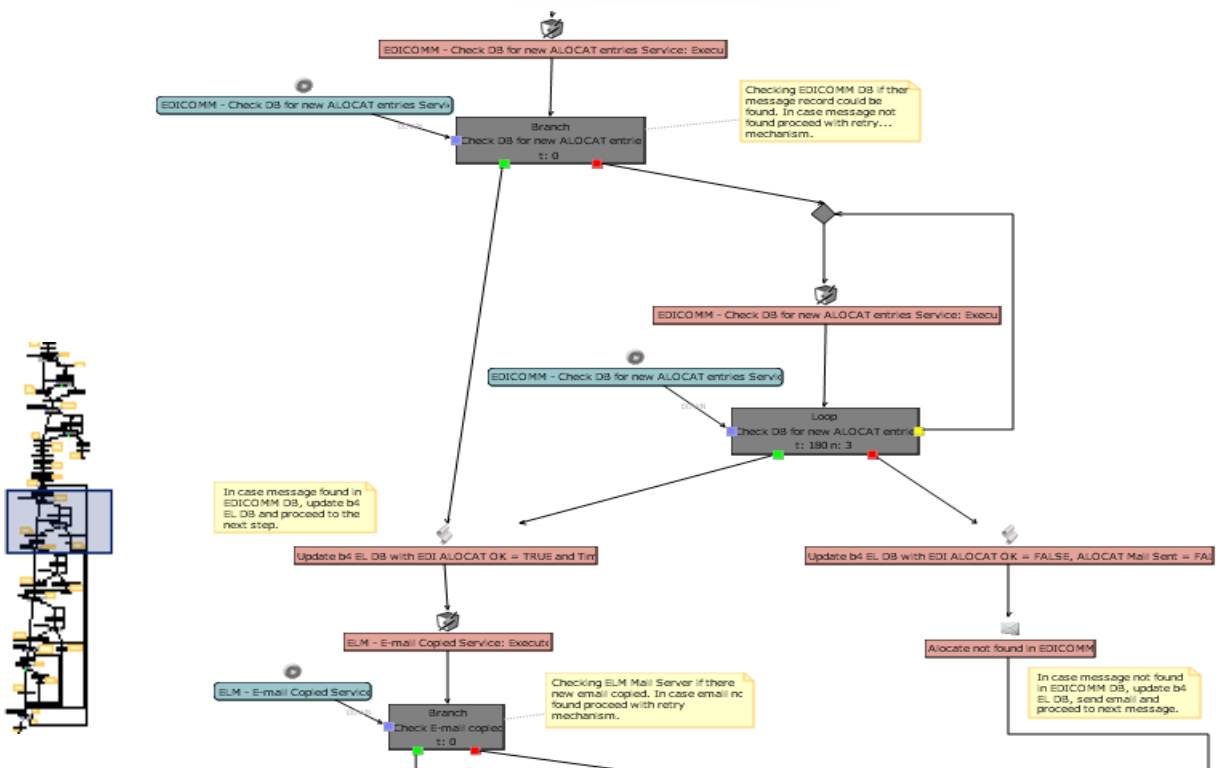 EDICOMM - Check DB for new ALOCAT entries Service: Execu
EDICOMM - Check DB for new ALOCAT entries Servi
Checking EDICOMM DB if ther
message record could be
found. In case message not
found proceed with retry...
mechanism.
Branch
Check DB for new ALOCAT entrie
t: 0
EDICOMM - Check DB for new ALOCAT entries Service: Execu
EDICOMM - Check DB for new ALOCAT entries Servic
Loop
Check DB for new ALOCAT entrie
t: 180 n: 3
In case message found in
EDICOMM DB, update b4
EL DB and proceed to the
next step.
Update b4 EL DB with EDI ALOCAT OK = TRUE and Tim
Update b4 EL DB with EDI ALOCAT OK = FALSE, ALOCAT Mail Sent = FAL
ELM - E-mail Copied Service: Execute
Alocate not found in EDICOMM
ELM - E-mail Copied Service
Checking ELM Mail Server if there
new email copied. In case email nc
found proceed with retry
mechanism.
In case message not found
in EDICOMM DB, update b4
EL DB, send email and
proceed to next message.
Branch
Check E-mail copied
t: 0